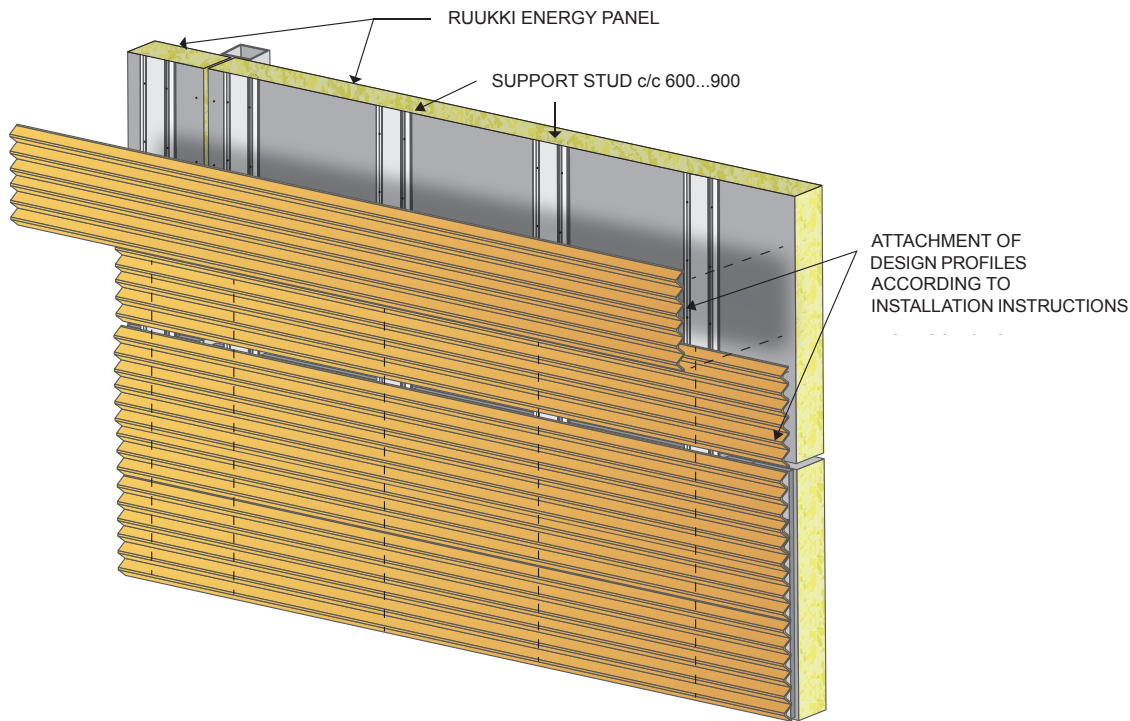 RUUKKI ENERGY PANEL
SUPPORT STUD c/c 600...900
ATTACHMENT OF
DESIGN PROFILES
ACCORDING TO
INSTALLATION INSTRUCTIONS